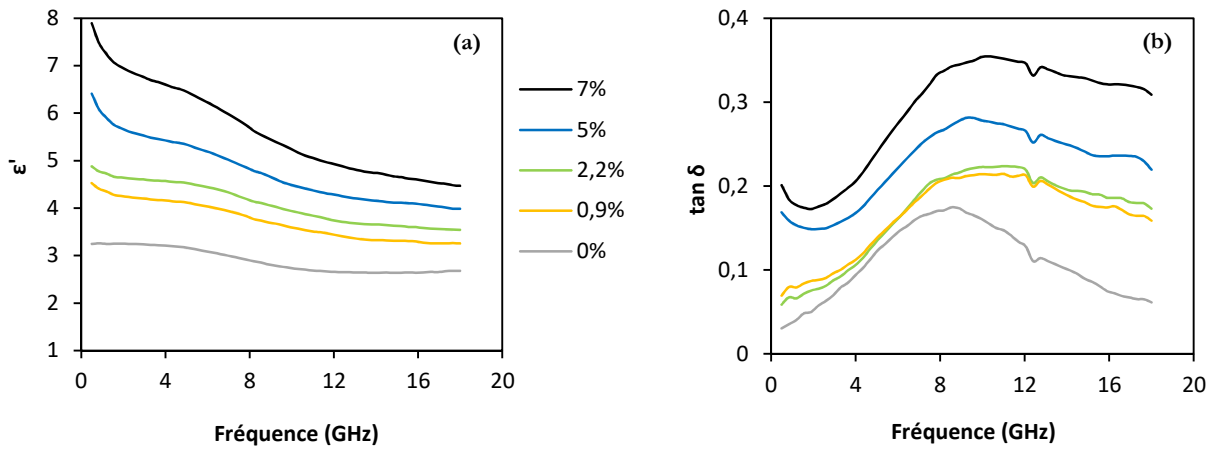 (a)
8
7
6
5
4
3
2
1
ε'
0 4 8 12 16 20
Fréquence (GHz)
7%
5%
2,2%
0,9%
0%
(b)
0,4
0,3
0,2
0,1
0
tan δ
0 4 8 12 16 20
Fréquence (GHz)